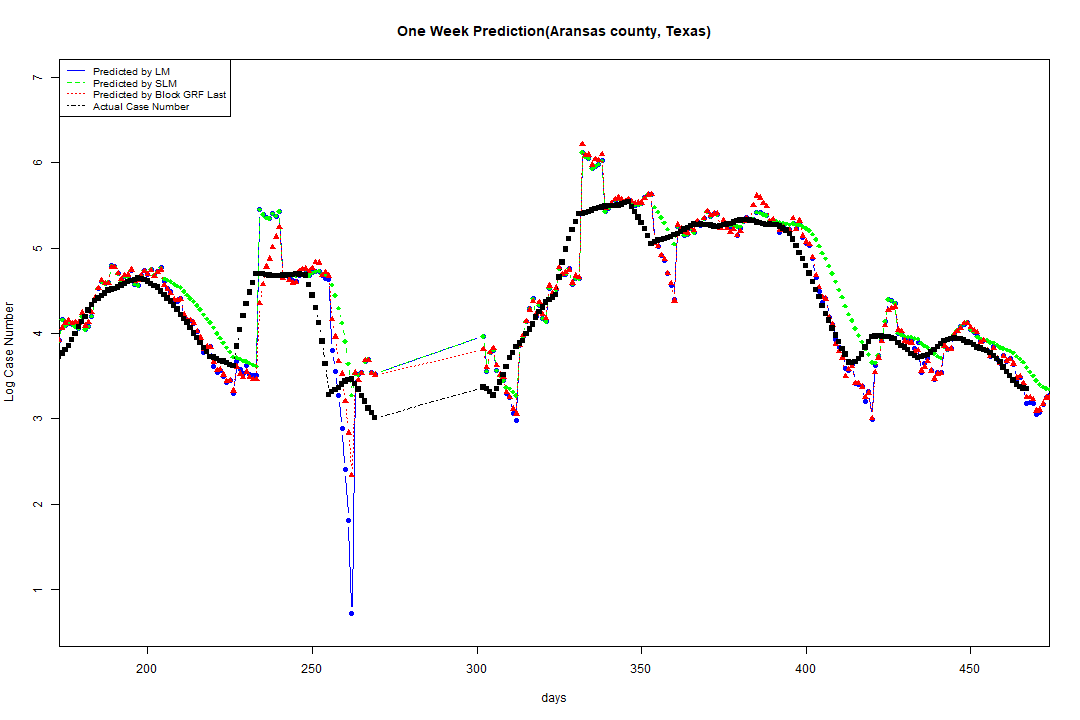 One Week Prediction(Aransas county, Texas)
Predicted by LM
Predicted by SLM
Predicted by Block GRF Last
Actual Case Number
7
6
5
4
3
2
1
Log Case Number
200 250 300 350 400 450
days